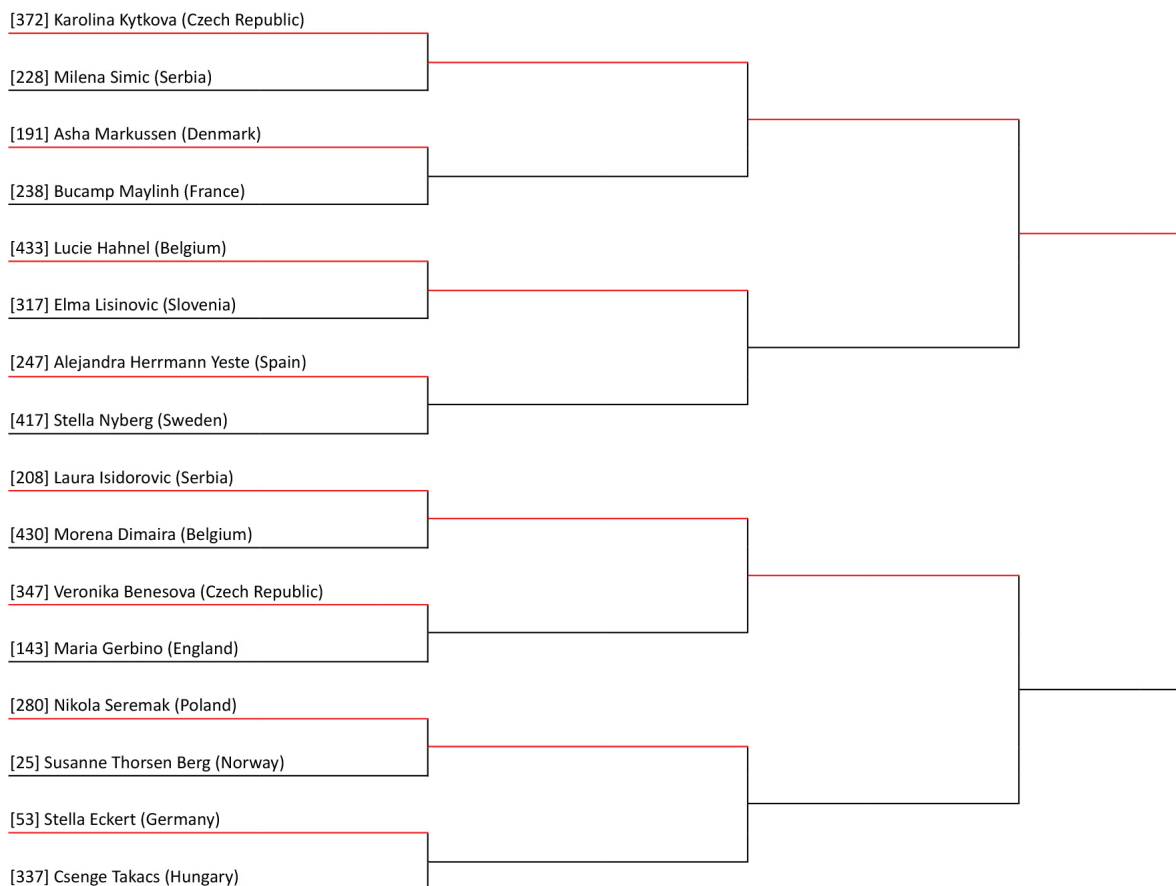 [372] Karolina Kytkova (Czech Republic)
[228] Milena Simic (Serbia)
[191] Asha Markussen (Denmark)
[238] Bucamp Maylinh (France)
[433] Lucie Hahnel (Belgium)
[317] Elma Lisinovic (Slovenia)
[247] Alejandra Herrmann Yeste (Spain)
[417] Stella Nyberg (Sweden)
[208] Laura Isidorovic (Serbia)
[430] Morena Dimaira (Belgium)
[347] Veronika Benesova (Czech Republic)
[143] Maria Gerbino (England)
[280] Nikola Seremak (Poland)
[25] Susanne Thorsen Berg (Norway)
[53] Stella Eckert (Germany)
[337] Csenge Takacs (Hungary)